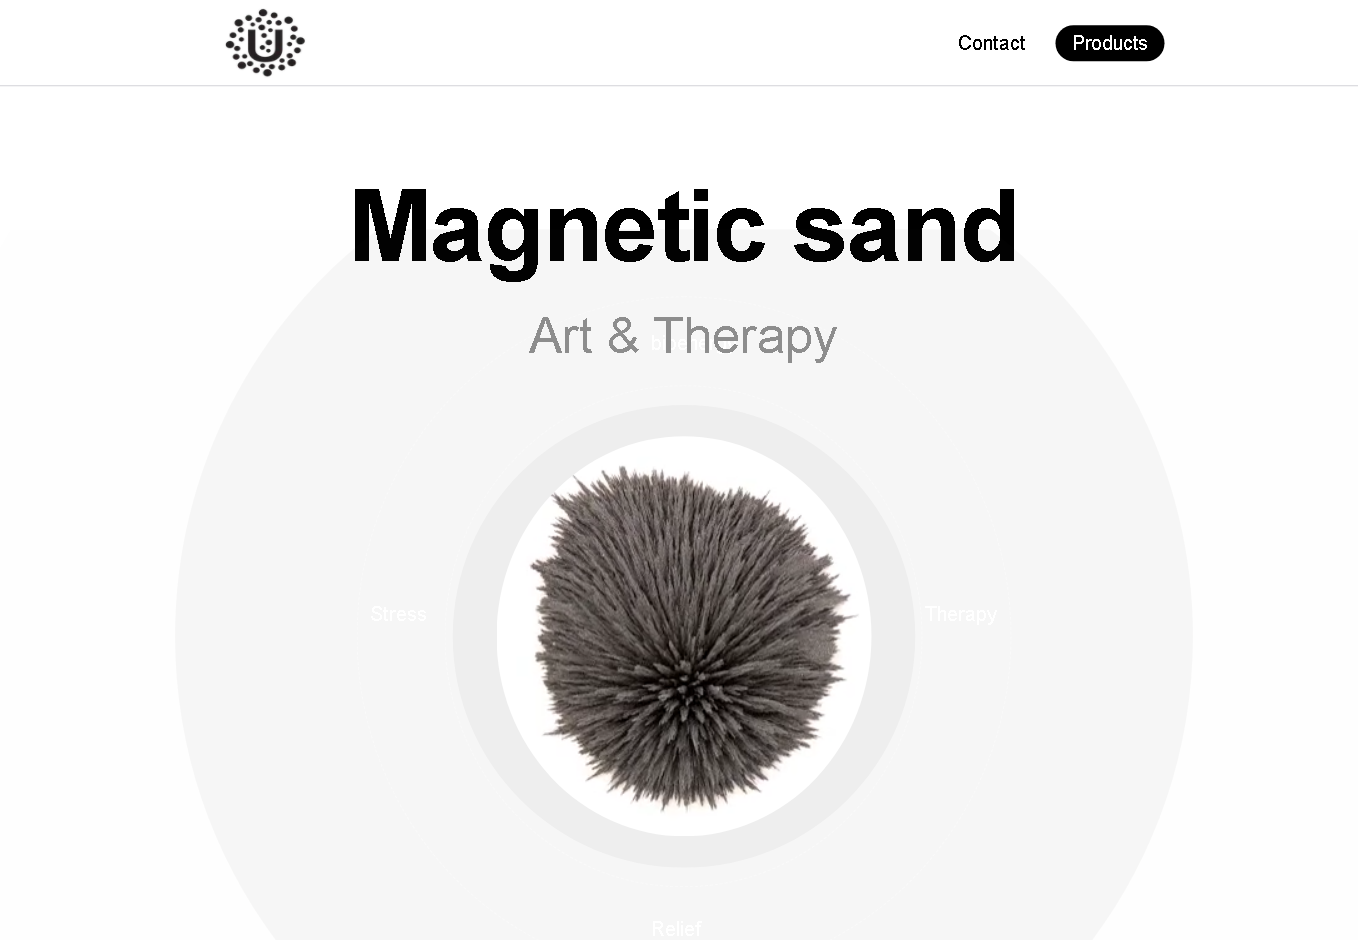 U
Contact Products
Magnetic sand
Art & Therapy
Stress
Therapy
Relief